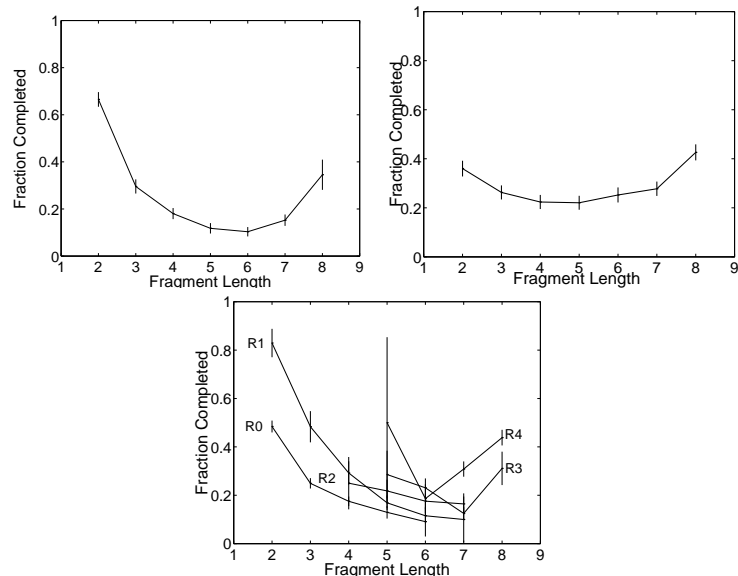 1
0.8
0.6
0.4
0.2
0
Fraction Completed
1 2 3 4 5 6 7 8 9
Fragment Length
1
0.8
0.6
0.4
0.2
0
Fraction Completed
1 2 3 4 5 6 7 8 9
Fragment Length
1
0.8
0.6
0.4
0.2
0
Fraction Completed
R1
R0
R2
R4
R3
1 2 3 4 5 6 7 8 9
Fragment Length